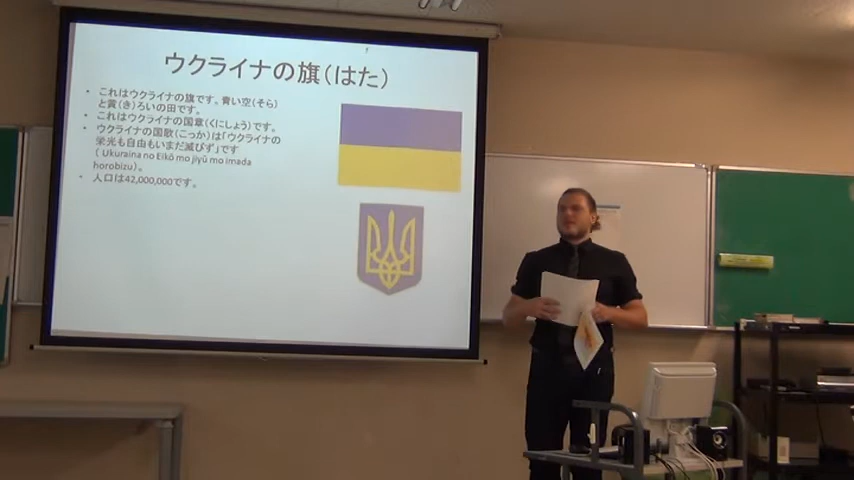 ウクライナの旗（はた）
• これはウクライナの旗です。青い空（そら）
と黄（き）ろいの田です。
• これはウクライナの国章（くにしょう）です。
• ウクライナの国歌（こっか）は「ウクライナの
栄光も自由もいまだ滅びず」です
（ Ukuraina no Eikō mo jiyū mo imada
horobizu）。
• 人口は42,000,000です。